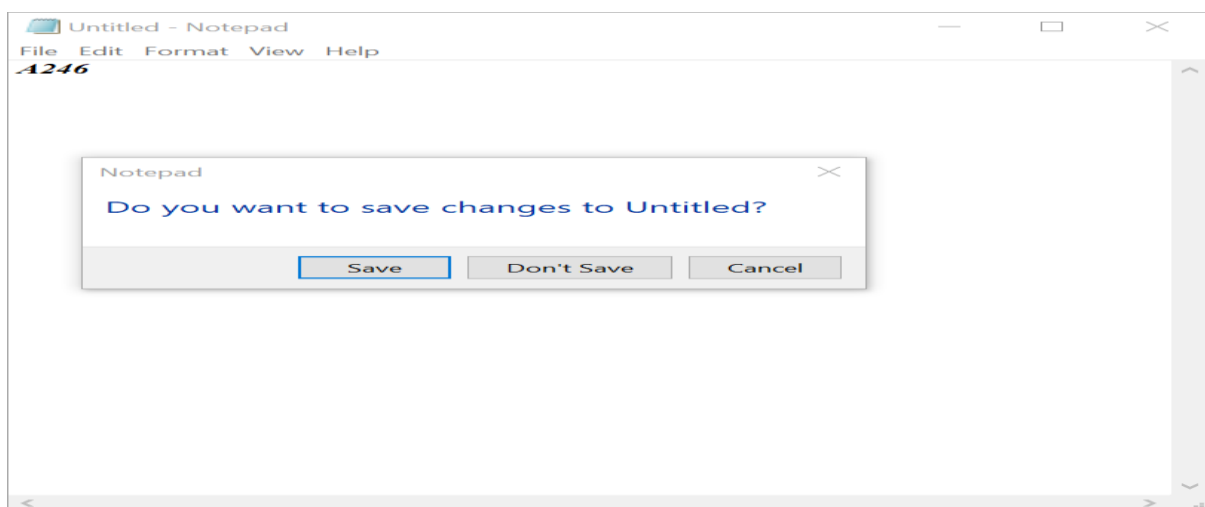 Untitled - Notepad
File Edit Format View Help
A246
Notepad
Do you want to save changes to Untitled?
Save Don't Save Cancel